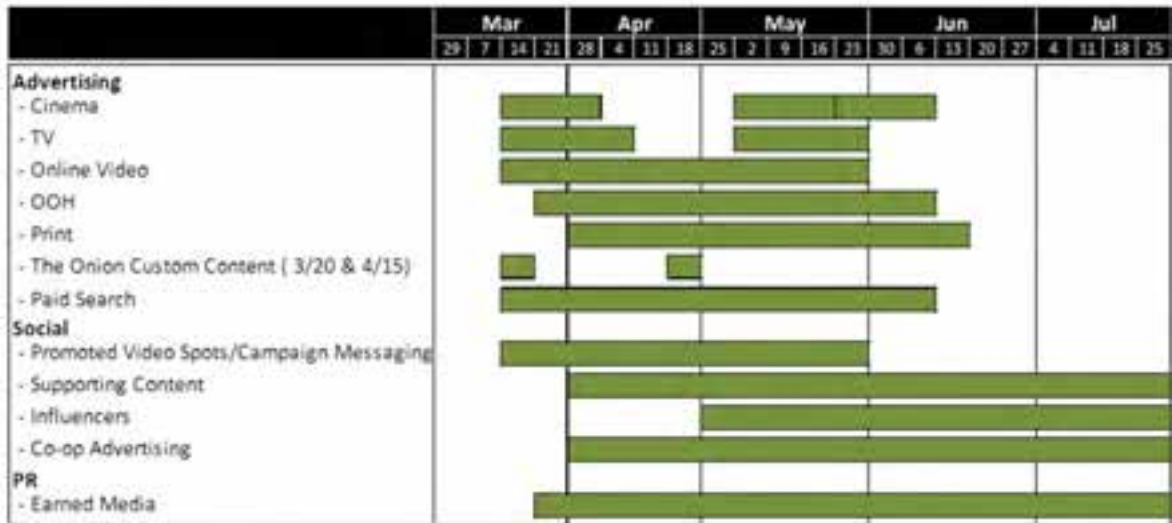 Mar Apr May Jun Jul
29 7 14 21 28 4 11 18 25 2 9 16 23 30 6 13 20 27 4 11 18 25
Advertising
- Cinema
- TV
- Online Video
- OOH
- Print
- The Onion Custom Content ( 3/20 & 4/15)
- Paid Search
Social
- Promoted Video Spots/Campaign Messaging
- Supporting Content
- Influencers
- Co-op Advertising
PR
- Earned Media